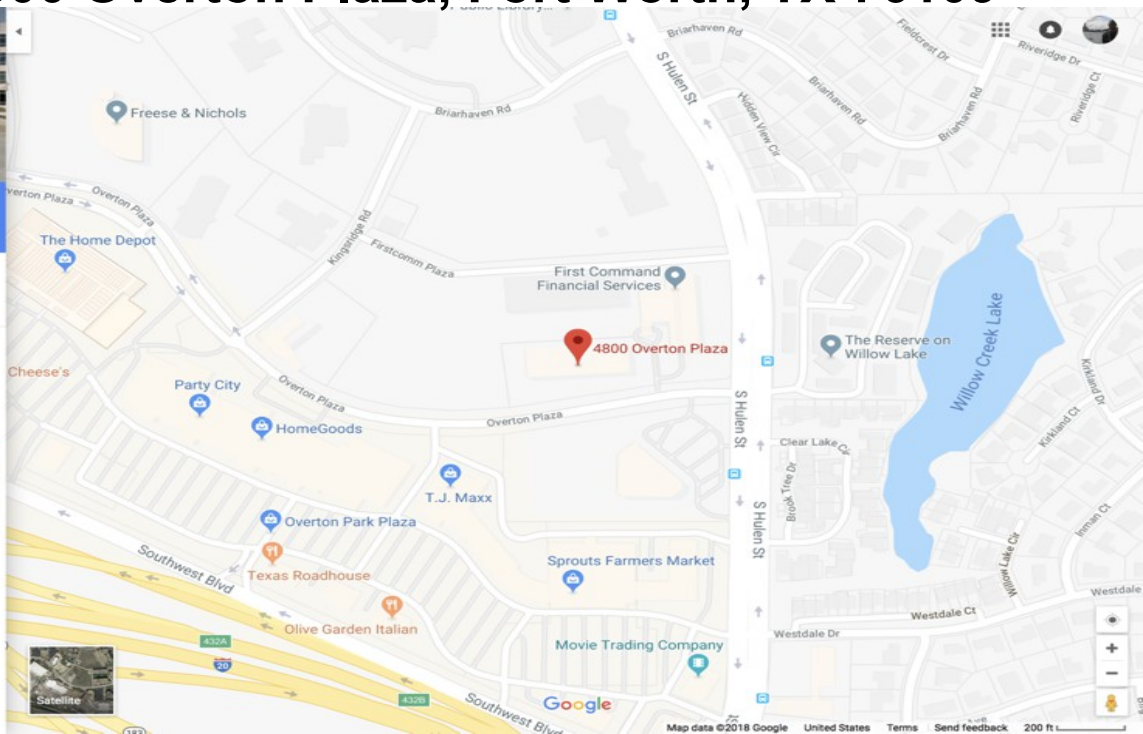 Overton Plaza, Fort Worth, TX 76109
Briarhaven Rd
Fieldcrest Dr
Riveridge Dr
S Hulen St
Freese & Nichols
Briarhaven Rd
Hidden View Cir
Briarhaven Rd
Briarhaven Rd
Riveridge Ct
Overton Plaza
Overton Plaza
Kingsridge Rd
The Home Depot
Firstcomm Plaza
First Command
Financial Services
4800 Overton Plaza
The Reserve on
Willow Lake
Willow Creek Lake
Cheese's
Party City
Overton Plaza
Overton Plaza
HomeGoods
S Hulen St
Kirkland Dr
Kirkland Ct
Clear Lake Cir
Brook Tree Dr
T.J. Maxx
Overton Park Plaza
S Hulen St
Inman Ct
Southwest Blvd
Texas Roadhouse
Sprouts Farmers Market
Willow Lake Cir
Westdale
Olive Garden Italian
Westdale Ct
Westdale Dr
432A
20
Movie Trading Company
Satellite
432B
Southwest Blvd
Google
183
Map data ©2018 Google United States Terms Send feedback 200 ft